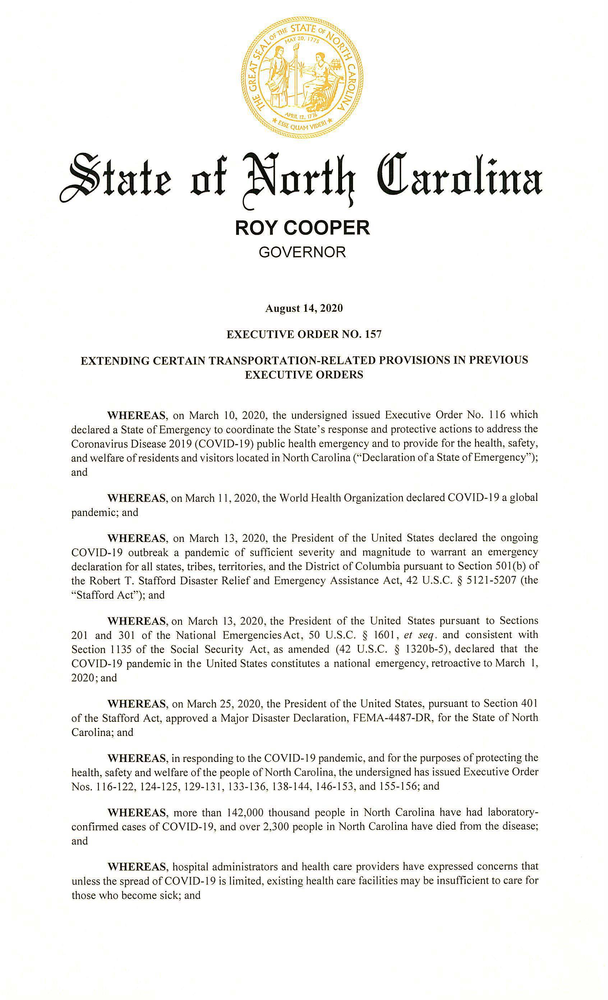 THE GREAT SEAL OF THE STATE OF NORTH CAROLINA
MAY 20, 1775
APRIL 12, 1776
★ ESSE QUAM VIDERI ★
State of North Carolina
ROY COOPER
GOVERNOR
August 14, 2020
EXECUTIVE ORDER NO. 157
EXTENDING CERTAIN TRANSPORTATION-RELATED PROVISIONS IN PREVIOUS
EXECUTIVE ORDERS
WHEREAS, on March 10, 2020, the undersigned issued Executive Order No. 116 which
declared a State of Emergency to coordinate the State's response and protective actions to address the
Coronavirus Disease 2019 (COVID-19) public health emergency and to provide for the health, safety,
and welfare of residents and visitors located in North Carolina (“Declaration of a State of Emergency”);
and
WHEREAS, on March 11, 2020, the World Health Organization declared COVID-19 a global
pandemic; and
WHEREAS, on March 13, 2020, the President of the United States declared the ongoing
COVID-19 outbreak a pandemic of sufficient severity and magnitude to warrant an emergency
declaration for all states, tribes, territories, and the District of Columbia pursuant to Section 501(b) of
the Robert T. Stafford Disaster Relief and Emergency Assistance Act, 42 U.S.C. § 5121-5207 (the
“Stafford Act”); and
WHEREAS, on March 13, 2020, the President of the United States pursuant to Sections
201 and 301 of the National Emergencies Act, 50 U.S.C. § 1601, et seq. and consistent with
Section 1135 of the Social Security Act, as amended (42 U.S.C. § 1320b-5), declared that the
COVID-19 pandemic in the United States constitutes a national emergency, retroactive to March 1,
2020; and
WHEREAS, on March 25, 2020, the President of the United States, pursuant to Section 401
of the Stafford Act, approved a Major Disaster Declaration, FEMA-4487-DR, for the State of North
Carolina; and
WHEREAS, in responding to the COVID-19 pandemic, and for the purposes of protecting the
health, safety and welfare of the people of North Carolina, the undersigned has issued Executive Order
Nos. 116-122, 124-125, 129-131, 133-136, 138-144, 146-153, and 155-156; and
WHEREAS, more than 142,000 thousand people in North Carolina have had laboratory-
confirmed cases of COVID-19, and over 2,300 people in North Carolina have died from the disease;
and
WHEREAS, hospital administrators and health care providers have expressed concerns that
unless the spread of COVID-19 is limited, existing health care facilities may be insufficient to care for
those who become sick; and